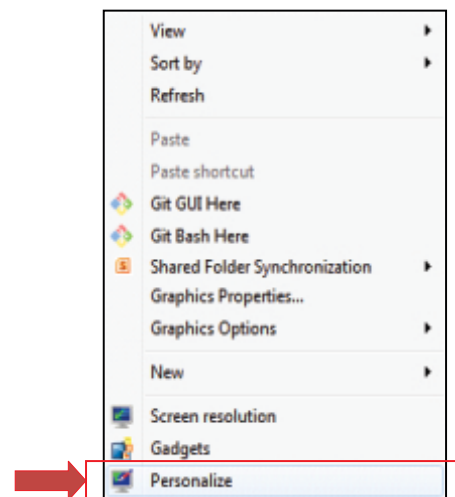 View
Sort by
Refresh
Paste
Paste shortcut
Git GUI Here
Git Bash Here
Shared Folder Synchronization
Graphics Properties...
Graphics Options
New
Screen resolution
Gadgets
Personalize